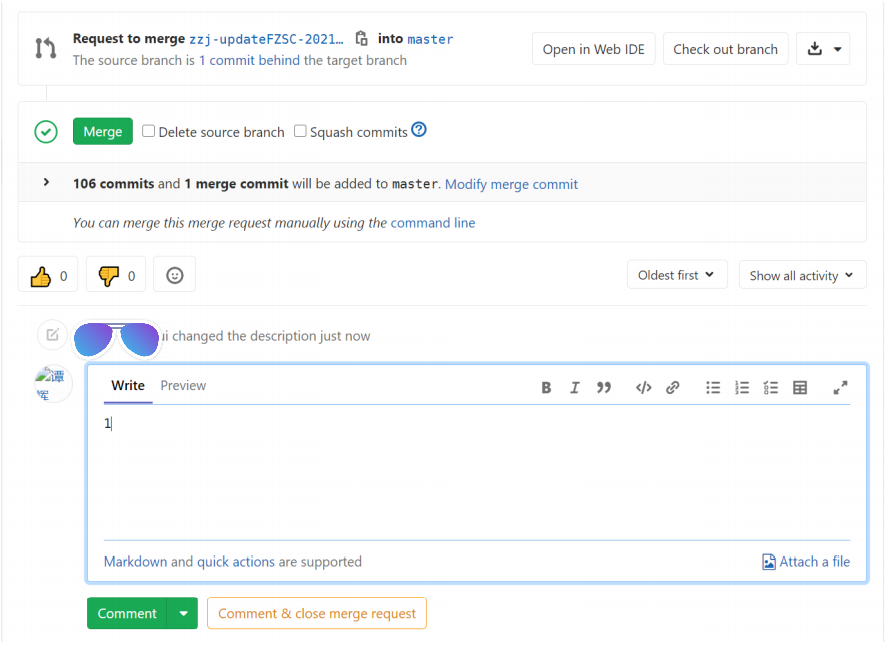 Request to merge zzj-updateFZSC-2021… into master
The source branch is 1 commit behind the target branch
Open in Web IDE
Check out branch
Merge
Delete source branch
Squash commits
106 commits and 1 merge commit will be added to master. Modify merge commit
You can merge this merge request manually using the command line
0
0
Oldest first
Show all activity
ui changed the description just now
谭
辉
Write
Preview
B I
1
Markdown and quick actions are supported
Attach a file
Comment
Comment & close merge request